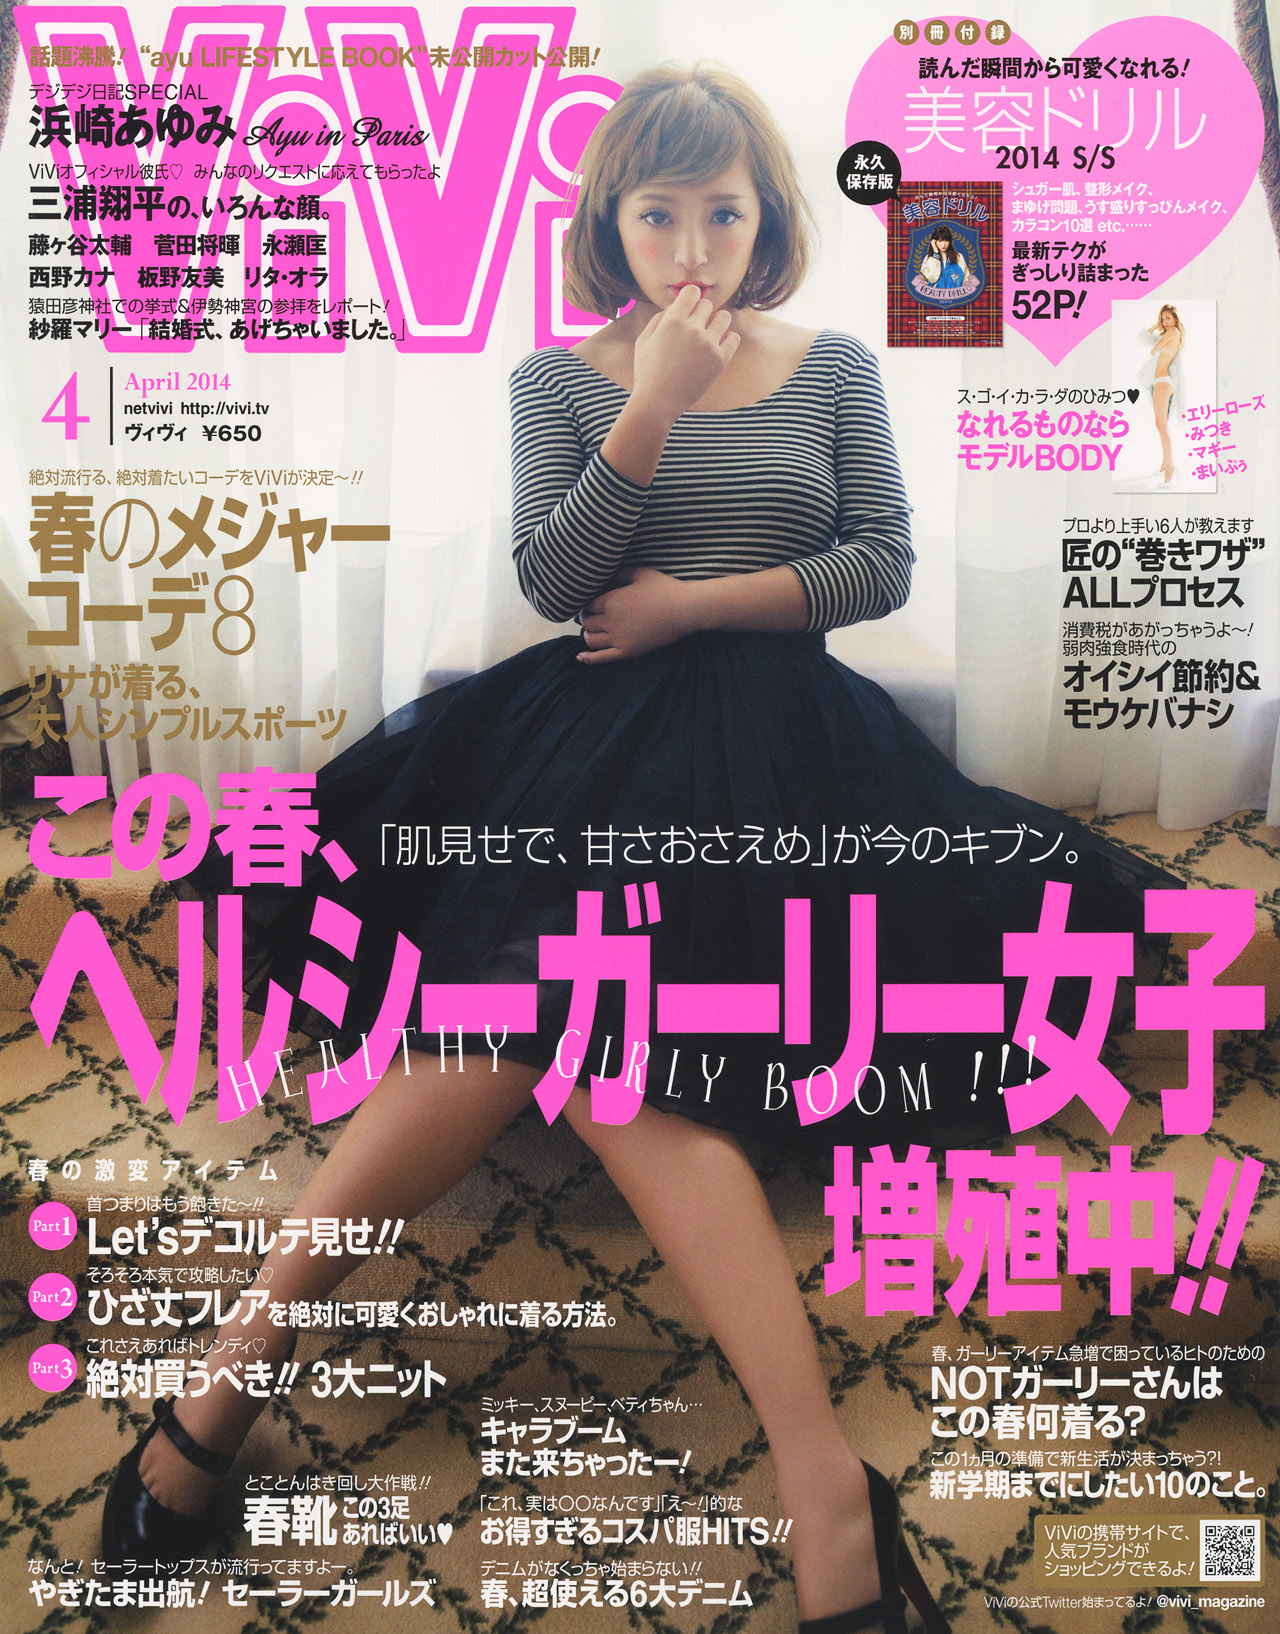 ViVi
話題沸騰! “ayu LIFESTYLE BOOK”未公開カット公開!
デジデジ日記SPECIAL
浜崎あゆみ Ayu in Paris
ViViオフィシャル彼氏♡ みんなのリクエストに応えてもらったよ
三浦翔平の、いろんな顔。
藤ヶ谷太輔 菅田将暉 永瀬匡
西野カナ 板野友美 リタ・オラ
猿田彦神社での挙式&伊勢神宮の参拝をレポート!
紗羅マリー「結婚式、あげちゃいました。」
4
April 2014
netvivi http://vivi.tv
ヴィヴィ ¥650
別冊付録
読んだ瞬間から可愛くなれる!
美容ドリル
2014 S/S
永久
保存版
美容ドリル
BEAUTY DRILL
シュガー肌、整形メイク、
まゆげ問題、うす盛りすっぴんメイク、
カラコン10選 etc.……
最新テクが
ぎっしり詰まった
52P!
ス・ゴ・イ・カ・ラ・ダのひみつ♥
なれるものなら
モデルBODY
・エリーローズ
・みつき
・マギー
・まいぷぅ
絶対流行る、絶対着たいコーデをViViが決定〜!!
春のメジャー
コーデ8
リナが着る、
大人シンプルスポーツ
プロより上手い6人が教えます
匠の“巻きワザ”
ALLプロセス
消費税があがっちゃうよ〜!
弱肉強食時代の
オイシイ節約&
モウケバナシ
この春、
「肌見せで、甘さおさえめ」が今のキブン。
ヘルシーガーリー女子
HEALTHY GIRLY BOOM !!!
増殖中!!
春の激変アイテム
Part1
首つまりはもう飽きた〜!!
Let'sデコルテ見せ!!
Part2
そろそろ本気で攻略したい♡
ひざ丈フレアを絶対に可愛くおしゃれに着る方法。
Part3
これさえあればトレンディ♡
絶対買うべき!! 3大ニット
とことんはき回し大作戦!!
春靴この3足あればいい♥
なんと! セーラートップスが流行ってますよー。
やぎたま出航! セーラーガールズ
ミッキー、スヌーピー、ベティちゃん…
キャラブーム
また来ちゃったー!
「これ、実は○○なんです」「え〜!」的な
お得すぎるコスパ服HITS!!
デニムがなくっちゃ始まらない!!
春、超使える6大デニム
春、ガーリーアイテム急増で困っているヒトのための
NOTガーリーさんは
この春何着る?
この1ヵ月の準備で新生活が決まっちゃう?!
新学期までにしたい10のこと。
ViViの携帯サイトで、
人気ブランドが
ショッピングできるよ!
ViViの公式Twitter始まってるよ! @vivi_magazine